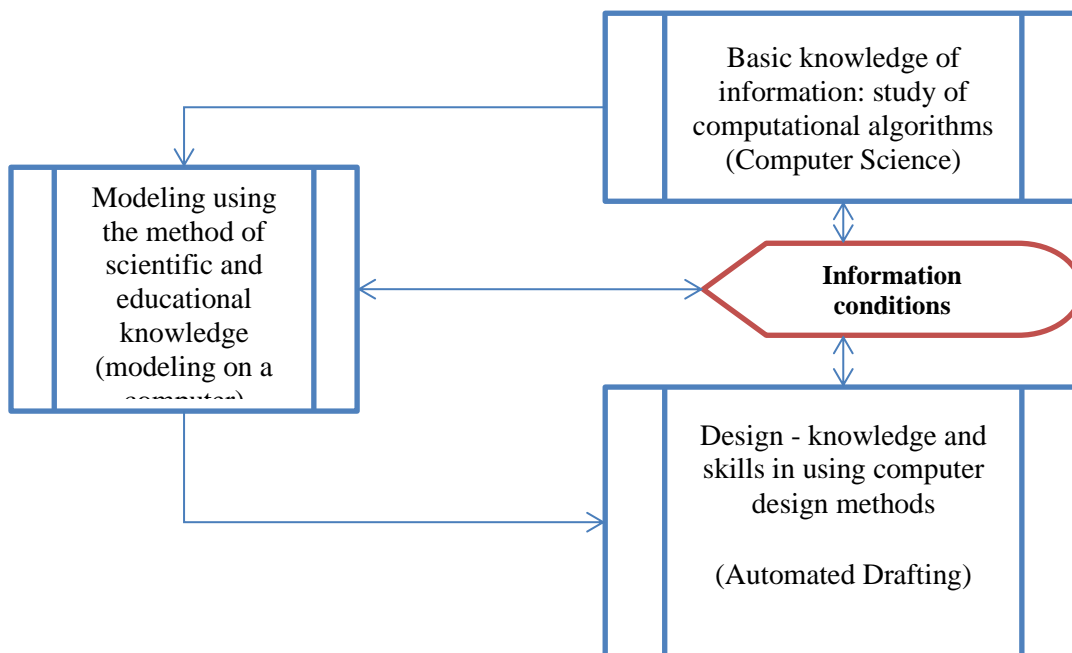 Basic knowledge of
information: study of
computational algorithms
(Computer Science)
Modeling using
the method of
scientific and
educational
knowledge
(modeling on a
computer)
Information
conditions
Design - knowledge and
skills in using computer
design methods
(Automated Drafting)